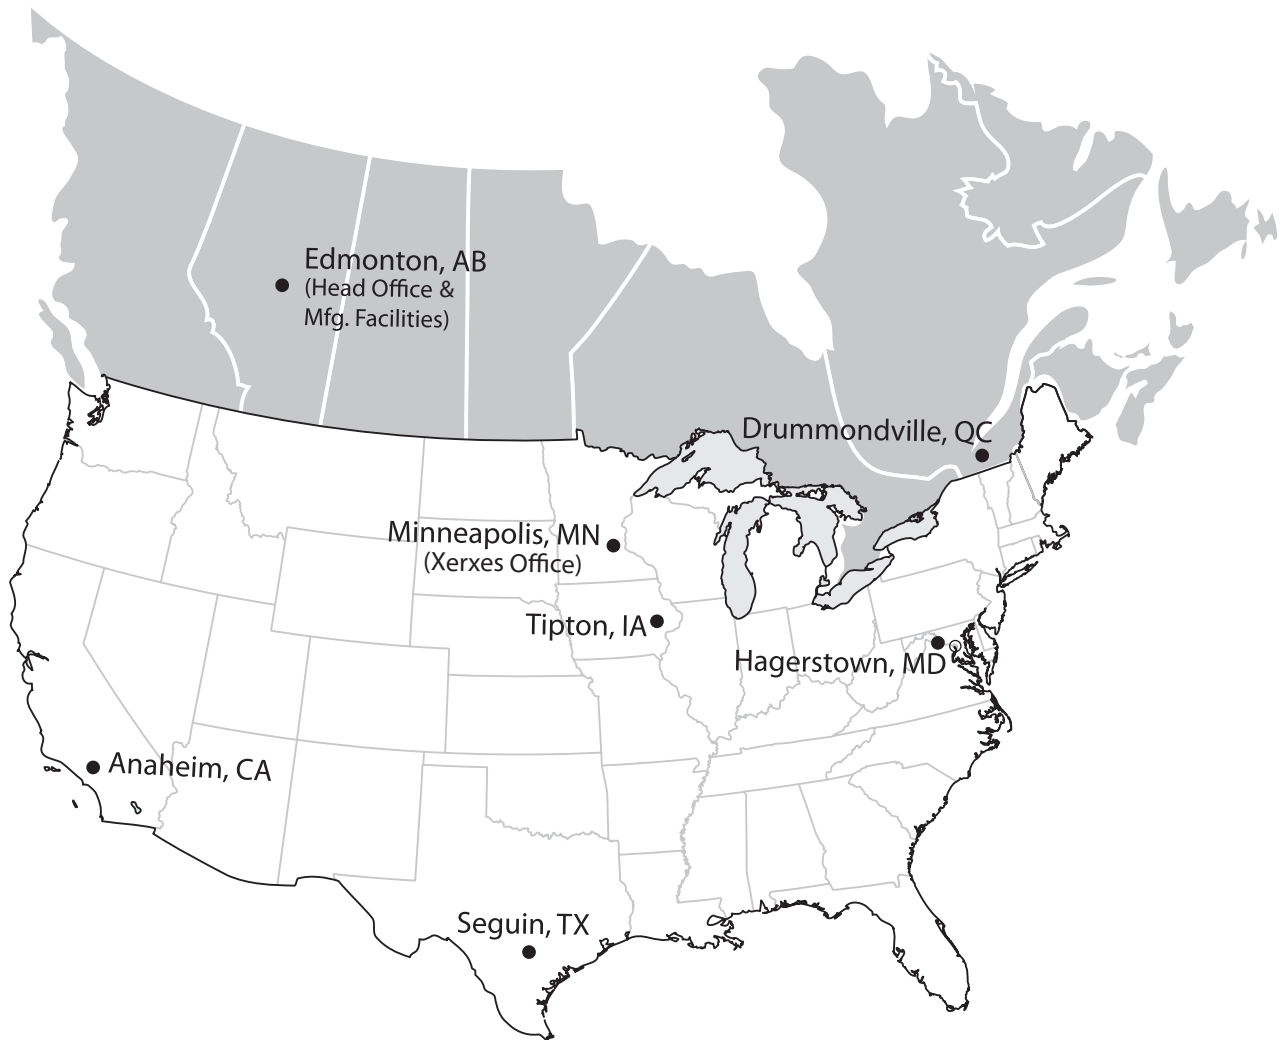 Edmonton, AB
(Head Office &
Mfg. Facilities)
Drummondville, QC
Minneapolis, MN
(Xerxes Office)
Tipton, IA
Hagerstown, MD
Anaheim, CA
Seguin, TX